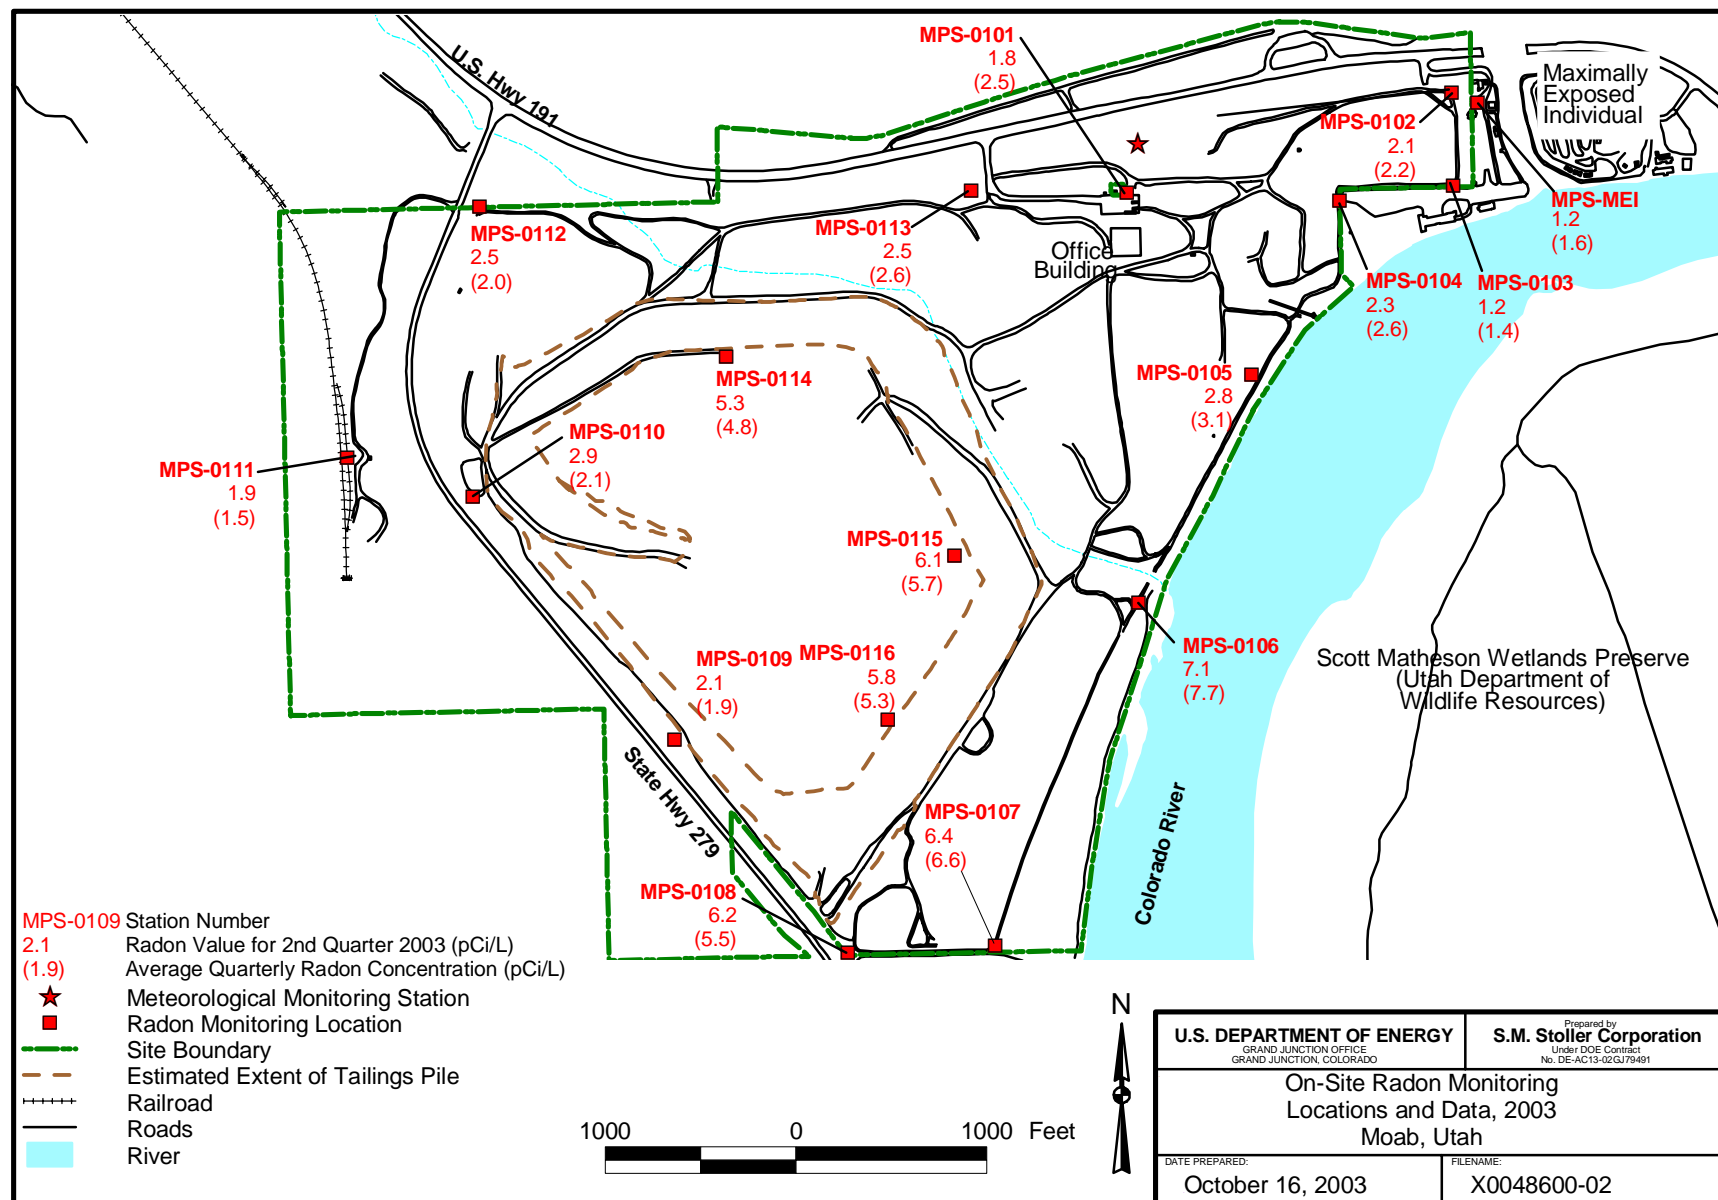 MPS-0101
1.8
(2.5)
U.S. Hwy 191
Maximally
Exposed
Individual
MPS-0102
2.1
(2.2)
MPS-MEI
1.2
(1.6)
MPS-0112
2.5
(2.0)
MPS-0113
2.5
(2.6)
Office
Building
MPS-0104
2.3
(2.6)
MPS-0103
1.2
(1.4)
MPS-0114
5.3
(4.8)
MPS-0105
2.8
(3.1)
MPS-0110
2.9
(2.1)
MPS-0111
1.9
(1.5)
MPS-0115
6.1
(5.7)
MPS-0109
2.1
(1.9)
MPS-0116
5.8
(5.3)
MPS-0106
7.1
(7.7)
Scott Matheson Wetlands Preserve
(Utah Department of
Wildlife Resources)
State Hwy 279
Colorado River
MPS-0107
6.4
(6.6)
MPS-0108
6.2
(5.5)
MPS-0109 Station Number
2.1 Radon Value for 2nd Quarter 2003 (pCi/L)
(1.9) Average Quarterly Radon Concentration (pCi/L)
Meteorological Monitoring Station
Radon Monitoring Location
Site Boundary
Estimated Extent of Tailings Pile
Railroad
Roads
River
1000 0 1000 Feet
N
U.S. DEPARTMENT OF ENERGY
GRAND JUNCTION OFFICE
GRAND JUNCTION, COLORADO
Prepared by
S.M. Stoller Corporation
Under DOE Contract
No. DE-AC13-02GJ79491
On-Site Radon Monitoring
Locations and Data, 2003
Moab, Utah
DATE PREPARED:
October 16, 2003
FILENAME:
X0048600-02